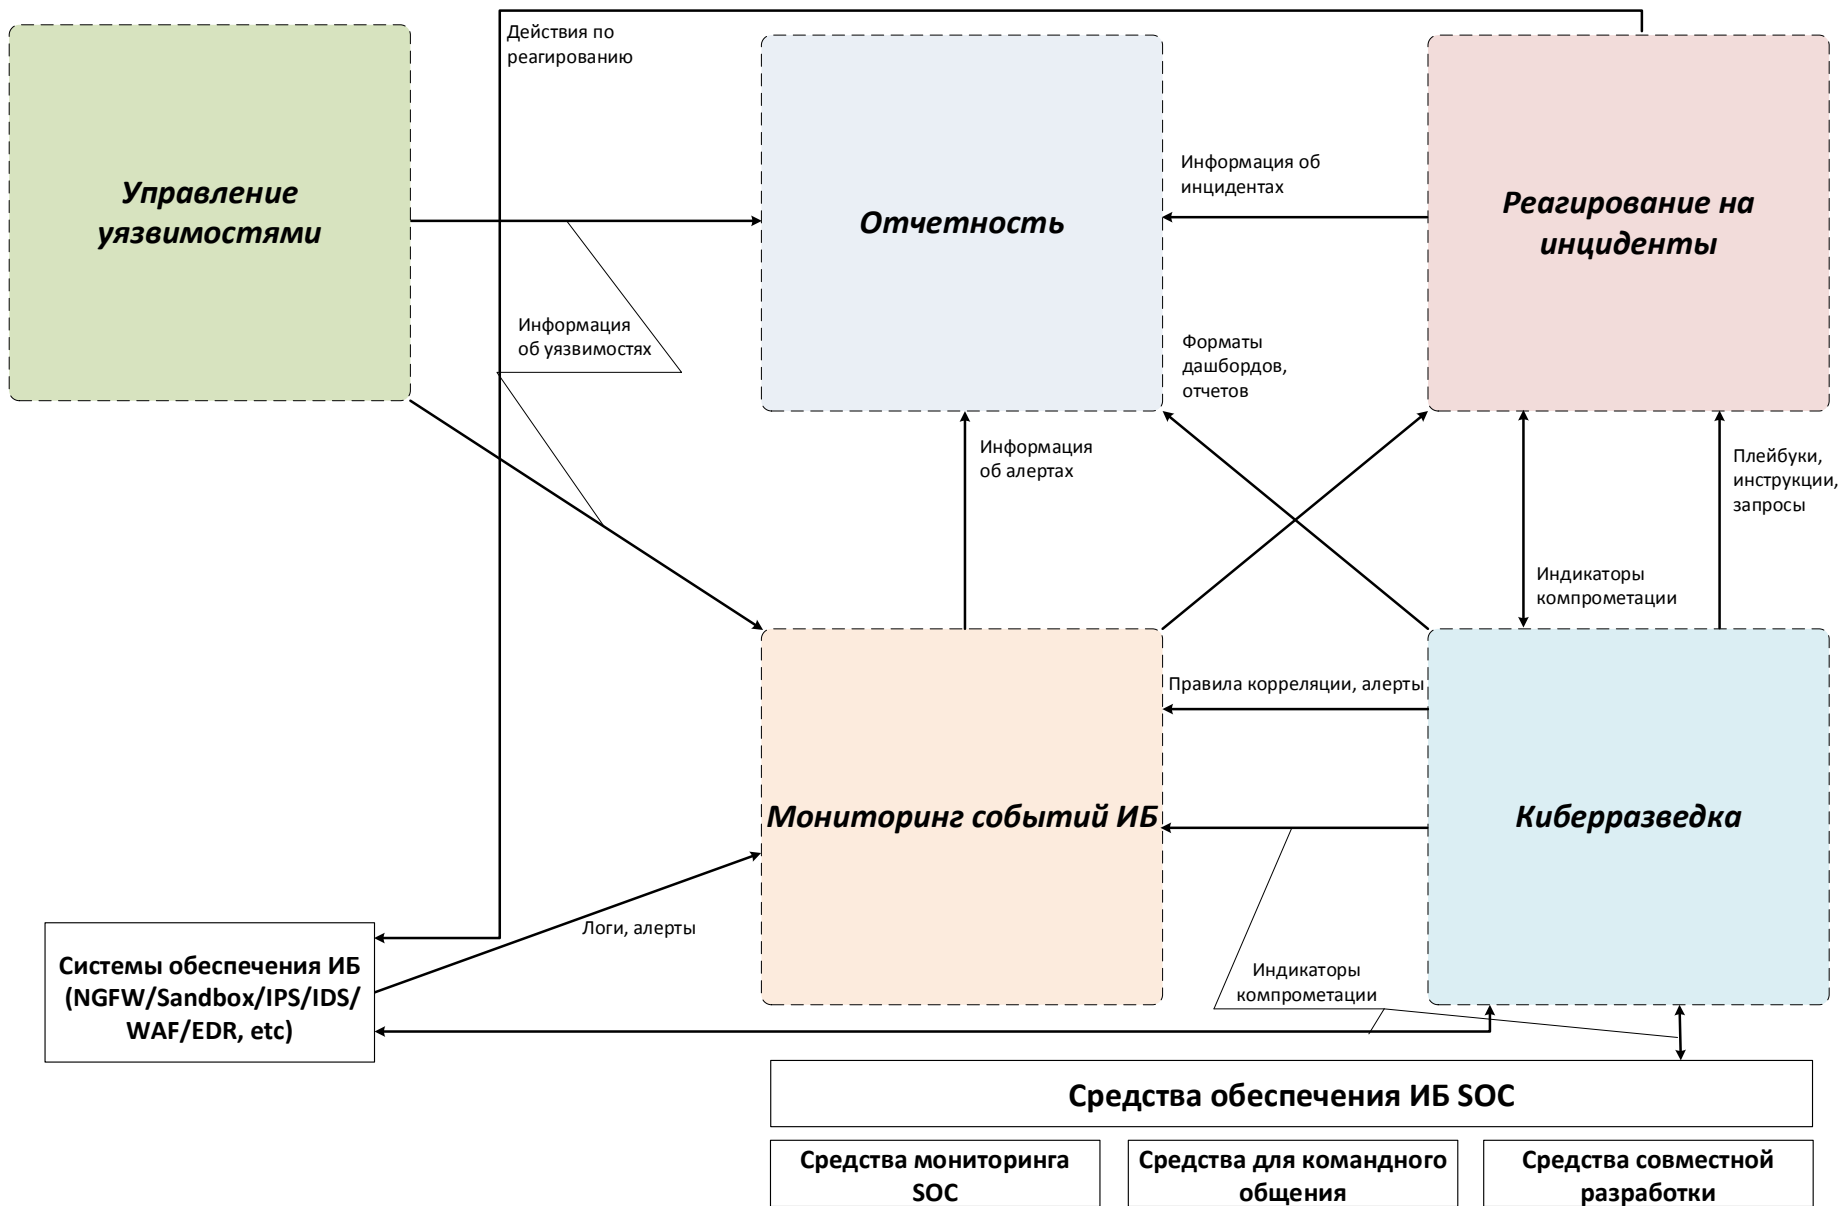 Действия по
реагированию
Управление
уязвимостями
Отчетность
Информация об
инцидентах
Реагирование на
инциденты
Информация
об уязвимостях
Форматы
дашбордов,
отчетов
Информация
об алертах
Плейбуки,
инструкции,
запросы
Индикаторы
компрометации
Правила корреляции, алерты
Мониторинг событий ИБ
Киберразведка
Логи, алерты
Системы обеспечения ИБ
(NGFW/Sandbox/IPS/IDS/
WAF/EDR, etc)
Индикаторы
компрометации
Средства обеспечения ИБ SOC
Средства мониторинга
SOC
Средства для командного
общения
Средства совместной
разработки